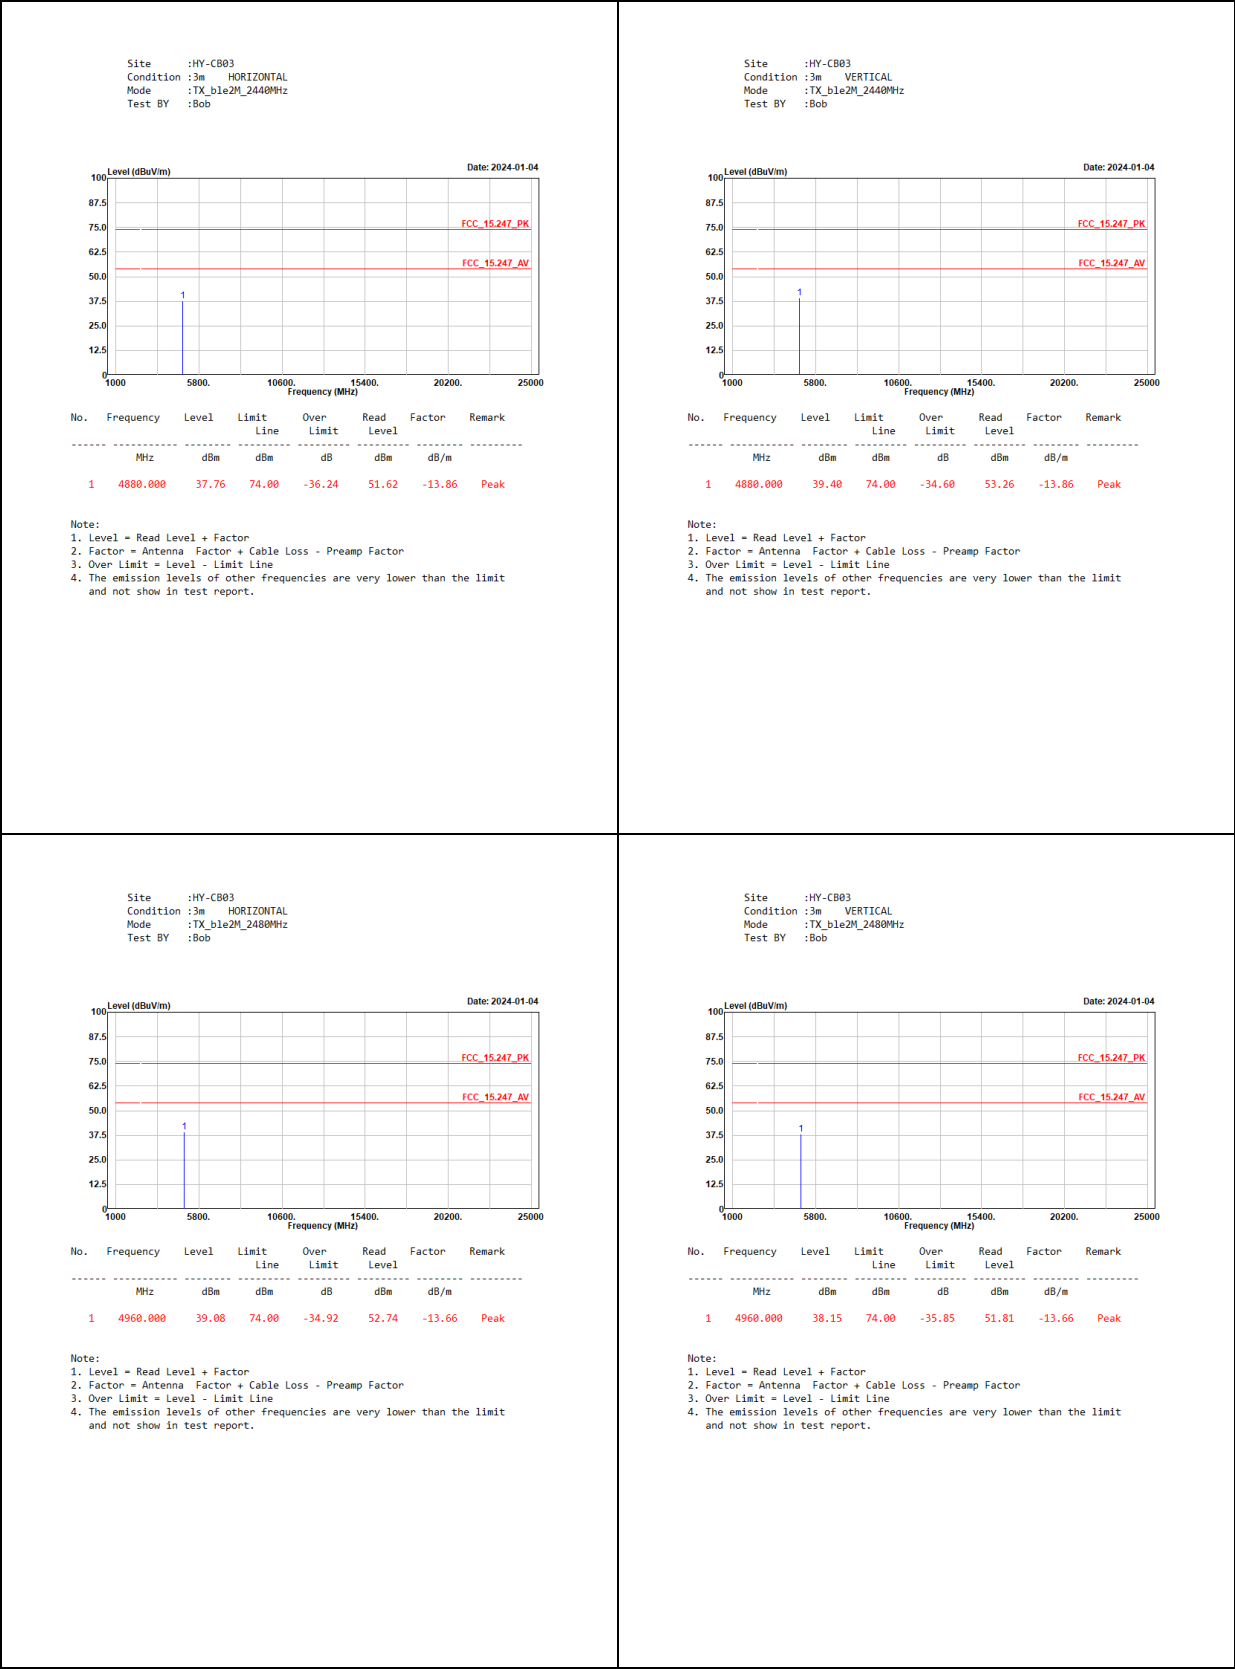 Site      :HY-CB03
Condition :3m    HORIZONTAL
Mode      :TX_ble2M_2440MHz
Test BY   :Bob
Level (dBuV/m)
Date: 2024-01-04
100
87.5
75.0
62.5
50.0
37.5
25.0
12.5
0
FCC_15.247_PK
FCC_15.247_AV
1
1000 5800. 10600. 15400. 20200. 25000
Frequency (MHz)
No. Frequency Level Limit Over Read Factor Remark
Line Limit Level
------ ----------- -------- -------- --------- --------- -------- ---------
MHz dBm dBm dB dBm dB/m
1 4880.000 37.76 74.00 -36.24 51.62 -13.86 Peak
Note:
1. Level = Read Level + Factor
2. Factor = Antenna  Factor + Cable Loss - Preamp Factor
3. Over Limit = Level - Limit Line
4. The emission levels of other frequencies are very lower than the limit
and not show in test report.
Site      :HY-CB03
Condition :3m    VERTICAL
Mode      :TX_ble2M_2440MHz
Test BY   :Bob
Level (dBuV/m)
Date: 2024-01-04
100
87.5
75.0
62.5
50.0
37.5
25.0
12.5
0
FCC_15.247_PK
FCC_15.247_AV
1
1000 5800. 10600. 15400. 20200. 25000
Frequency (MHz)
No. Frequency Level Limit Over Read Factor Remark
Line Limit Level
------ ----------- -------- -------- --------- --------- -------- ---------
MHz dBm dBm dB dBm dB/m
1 4880.000 39.40 74.00 -34.60 53.26 -13.86 Peak
Note:
1. Level = Read Level + Factor
2. Factor = Antenna  Factor + Cable Loss - Preamp Factor
3. Over Limit = Level - Limit Line
4. The emission levels of other frequencies are very lower than the limit
and not show in test report.
Site      :HY-CB03
Condition :3m    HORIZONTAL
Mode      :TX_ble2M_2480MHz
Test BY   :Bob
Level (dBuV/m)
Date: 2024-01-04
100
87.5
75.0
62.5
50.0
37.5
25.0
12.5
0
FCC_15.247_PK
FCC_15.247_AV
1
1000 5800. 10600. 15400. 20200. 25000
Frequency (MHz)
No. Frequency Level Limit Over Read Factor Remark
Line Limit Level
------ ----------- -------- -------- --------- --------- -------- ---------
MHz dBm dBm dB dBm dB/m
1 4960.000 39.08 74.00 -34.92 52.74 -13.66 Peak
Note:
1. Level = Read Level + Factor
2. Factor = Antenna  Factor + Cable Loss - Preamp Factor
3. Over Limit = Level - Limit Line
4. The emission levels of other frequencies are very lower than the limit
and not show in test report.
Site      :HY-CB03
Condition :3m    VERTICAL
Mode      :TX_ble2M_2480MHz
Test BY   :Bob
Level (dBuV/m)
Date: 2024-01-04
100
87.5
75.0
62.5
50.0
37.5
25.0
12.5
0
FCC_15.247_PK
FCC_15.247_AV
1
1000 5800. 10600. 15400. 20200. 25000
Frequency (MHz)
No. Frequency Level Limit Over Read Factor Remark
Line Limit Level
------ ----------- -------- -------- --------- --------- -------- ---------
MHz dBm dBm dB dBm dB/m
1 4960.000 38.15 74.00 -35.85 51.81 -13.66 Peak
Note:
1. Level = Read Level + Factor
2. Factor = Antenna  Factor + Cable Loss - Preamp Factor
3. Over Limit = Level - Limit Line
4. The emission levels of other frequencies are very lower than the limit
and not show in test report.